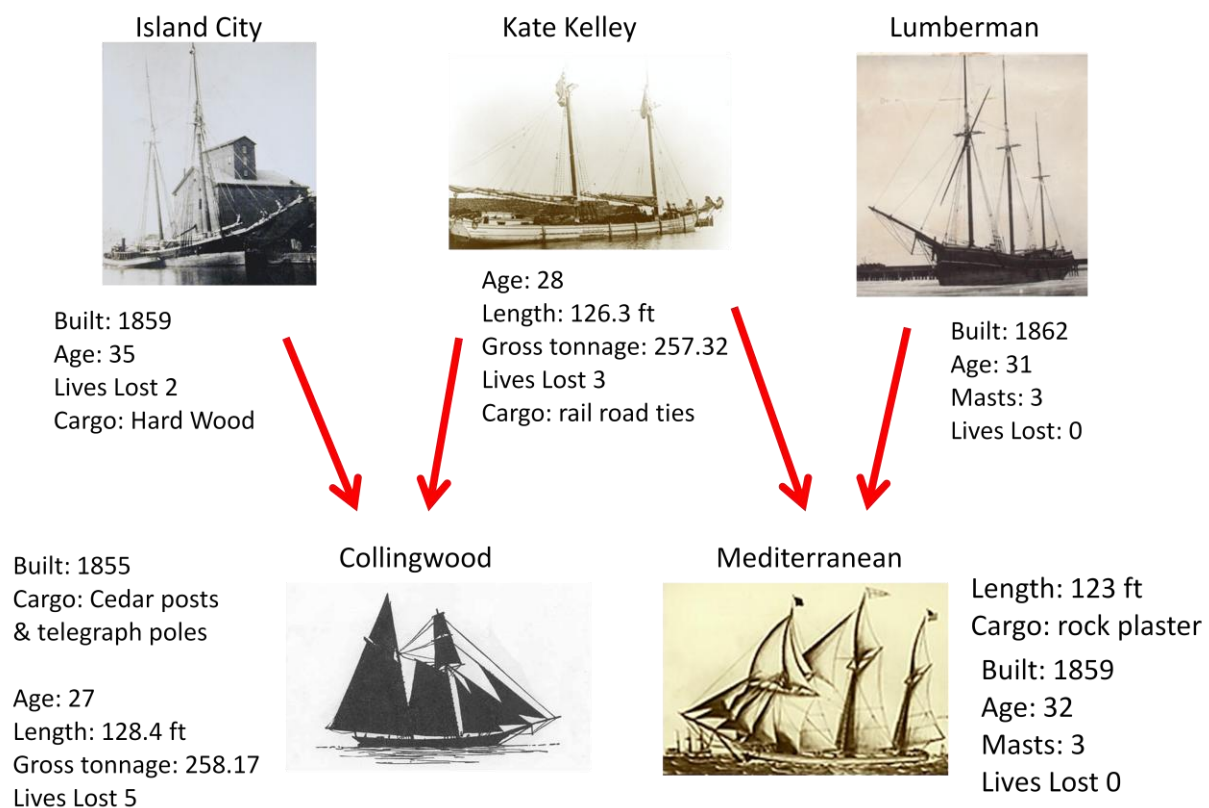 Island City
Kate Kelley
Lumberman
Built: 1859
Age: 35
Lives Lost 2
Cargo: Hard Wood
Age: 28
Length: 126.3 ft
Gross tonnage: 257.32
Lives Lost 3
Cargo: rail road ties
Built: 1862
Age: 31
Masts: 3
Lives Lost: 0
Collingwood
Built: 1855
Cargo: Cedar posts
& telegraph poles
Age: 27
Length: 128.4 ft
Gross tonnage: 258.17
Lives Lost 5
Mediterranean
Length: 123 ft
Cargo: rock plaster
Built: 1859
Age: 32
Masts: 3
Lives Lost 0